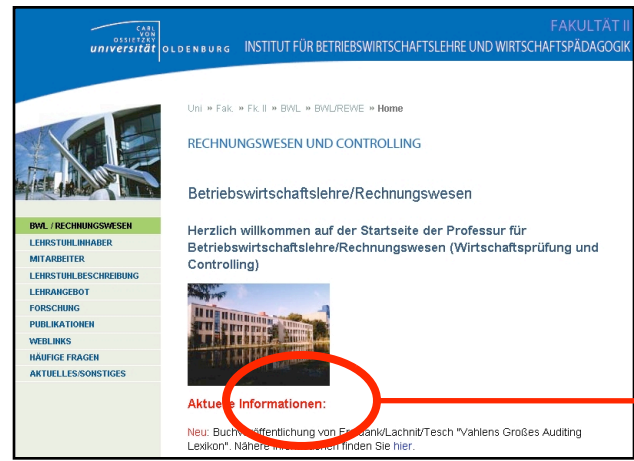 CARL
VON
OSSIETZKY
universität OLDENBURG
FAKULTÄT II
INSTITUT FÜR BETRIEBSWIRTSCHAFTSLEHRE UND WIRTSCHAFTSPÄDAGOGIK
Uni » Fak. » Fk. II » BWL » BWL/REWE » Home
RECHNUNGSWESEN UND CONTROLLING
Betriebswirtschaftslehre/Rechnungswesen
Herzlich willkommen auf der Startseite der Professur für
Betriebswirtschaftslehre/Rechnungswesen (Wirtschaftsprüfung und
Controlling)
BWL / RECHNUNGSWESEN
LEHRSTUHLINHABER
MITARBEITER
LEHRSTUHLBESCHREIBUNG
LEHRANGEBOT
FORSCHUNG
PUBLIKATIONEN
WEBLINKS
HÄUFIGE FRAGEN
AKTUELLES/SONSTIGES
Aktuelle Informationen:
Neu: Buchveröffentlichung von Freidank/Lachnit/Tesch "Vahlens Großes Auditing
Lexikon". Nähere Informationen finden Sie hier.